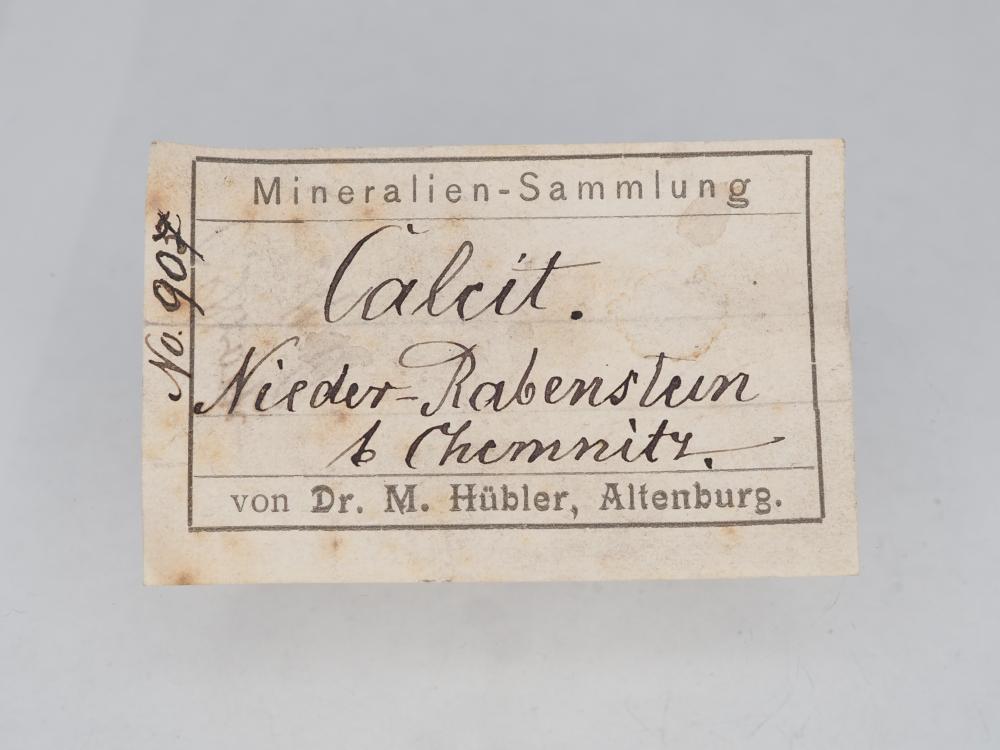 Mineralien-Sammlung
Calcit.
Nieder-Rabenstein
b Chemnitz.
von Dr. M. Hübler, Altenburg.
No. 907